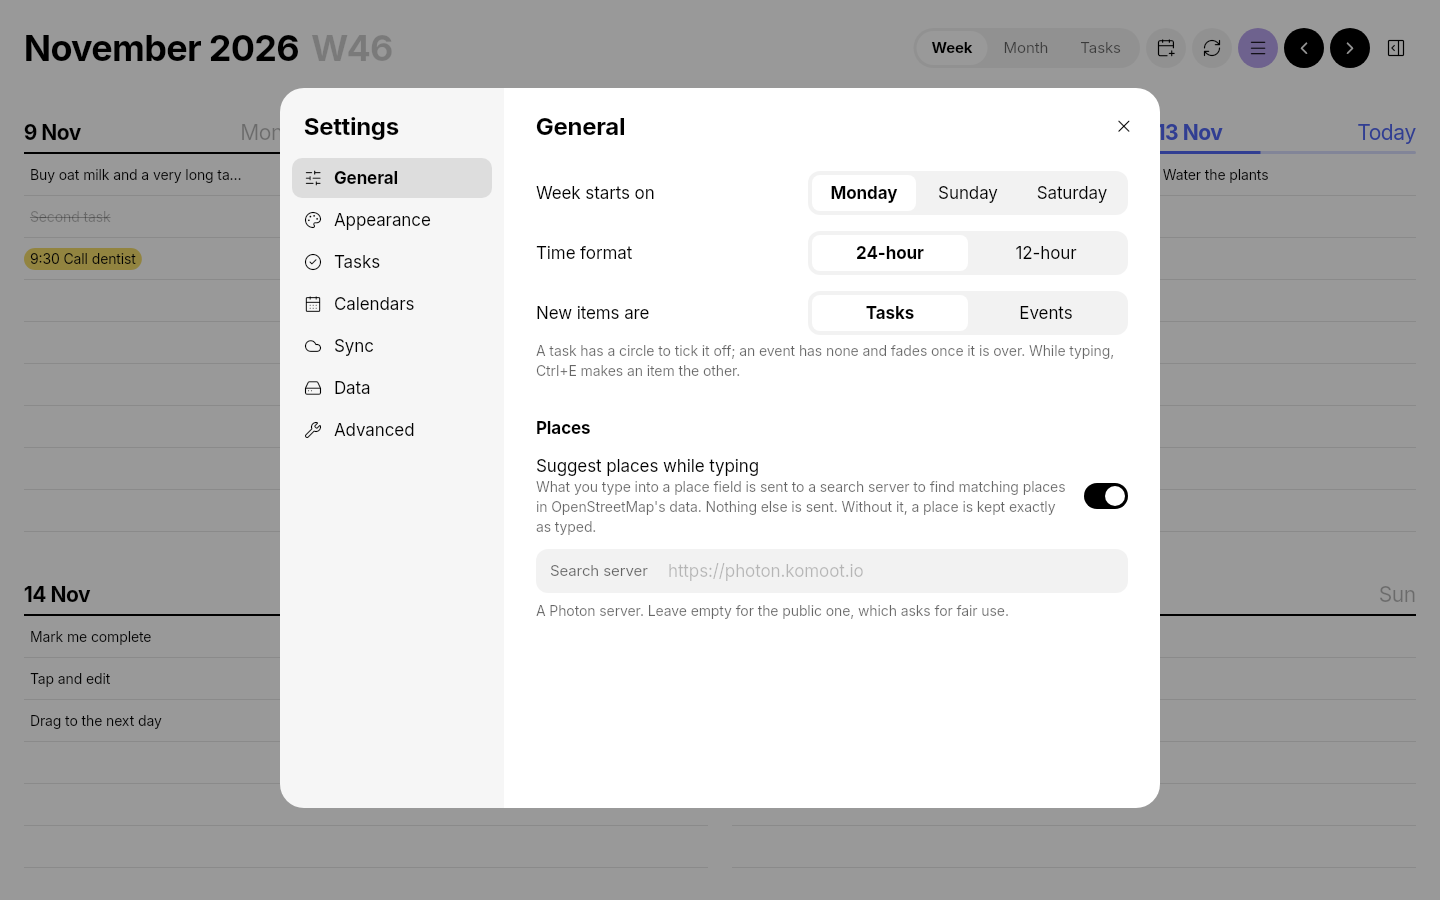 November 2026 W46
Week Month Tasks
9 Nov
13 Nov Today
Buy oat milk and a very long ta...
Second task
9:30 Call dentist
Water the plants
14 Nov
Sun
Mark me complete
Tap and edit
Drag to the next day
Settings
General
Appearance
Tasks
Calendars
Sync
Data
Advanced
General
Week starts on Monday Sunday Saturday
Time format 24-hour 12-hour
New items are Tasks Events
A task has a circle to tick it off; an event has none and fades once it is over. While typing,
Ctrl+E makes an item the other.
Places
Suggest places while typing
What you type into a place field is sent to a search server to find matching places
in OpenStreetMap's data. Nothing else is sent. Without it, a place is kept exactly
as typed.
Search server https://photon.komoot.io
A Photon server. Leave empty for the public one, which asks for fair use.